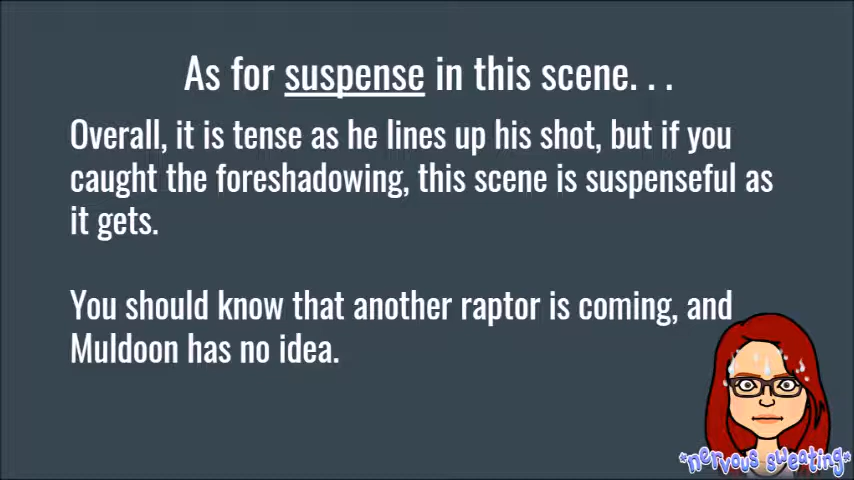 As for suspense in this scene. . .
Overall, it is tense as he lines up his shot, but if you
caught the foreshadowing, this scene is suspenseful as
it gets.
You should know that another raptor is coming, and
Muldoon has no idea.
*nervous sweating*